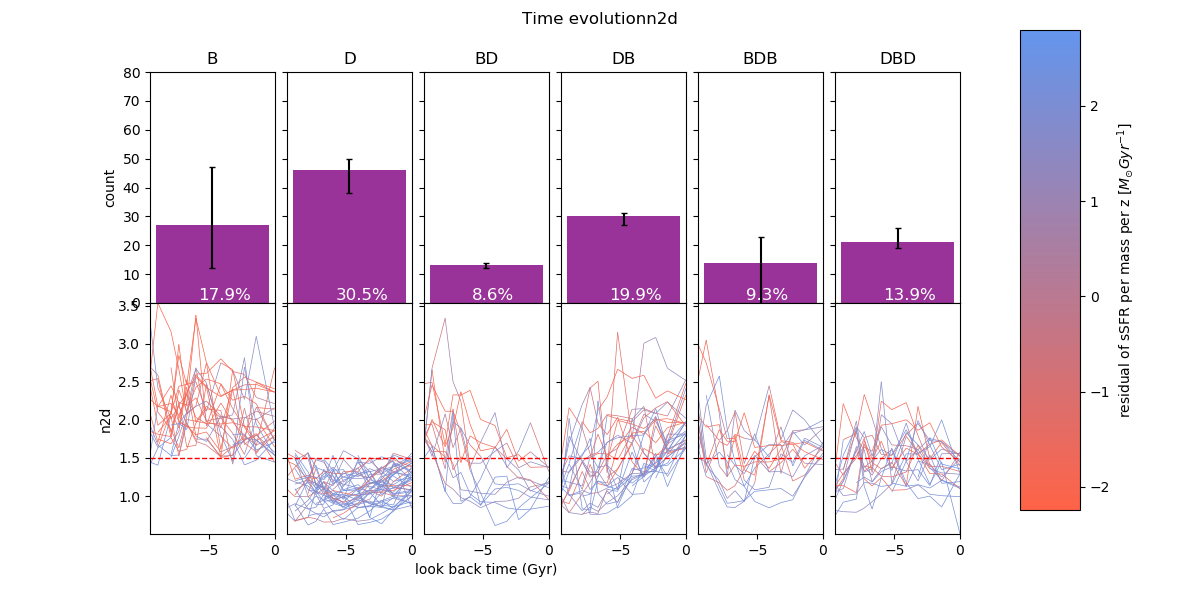 Time evolutionn2d
B D BD DB BDB DBD
80
70
60
50
40
30
20
10
0
count
17.9% 30.5% 8.6% 19.9% 9.3% 13.9%
3.5
3.0
2.5
2.0
1.5
1.0
n2d
−5 0 −5 0 −5 0 −5 0 −5 0 −5 0
look back time (Gyr)
2
1
0
−1
−2
residual of sSFR per mass per z [M⊙Gyr⁻¹]